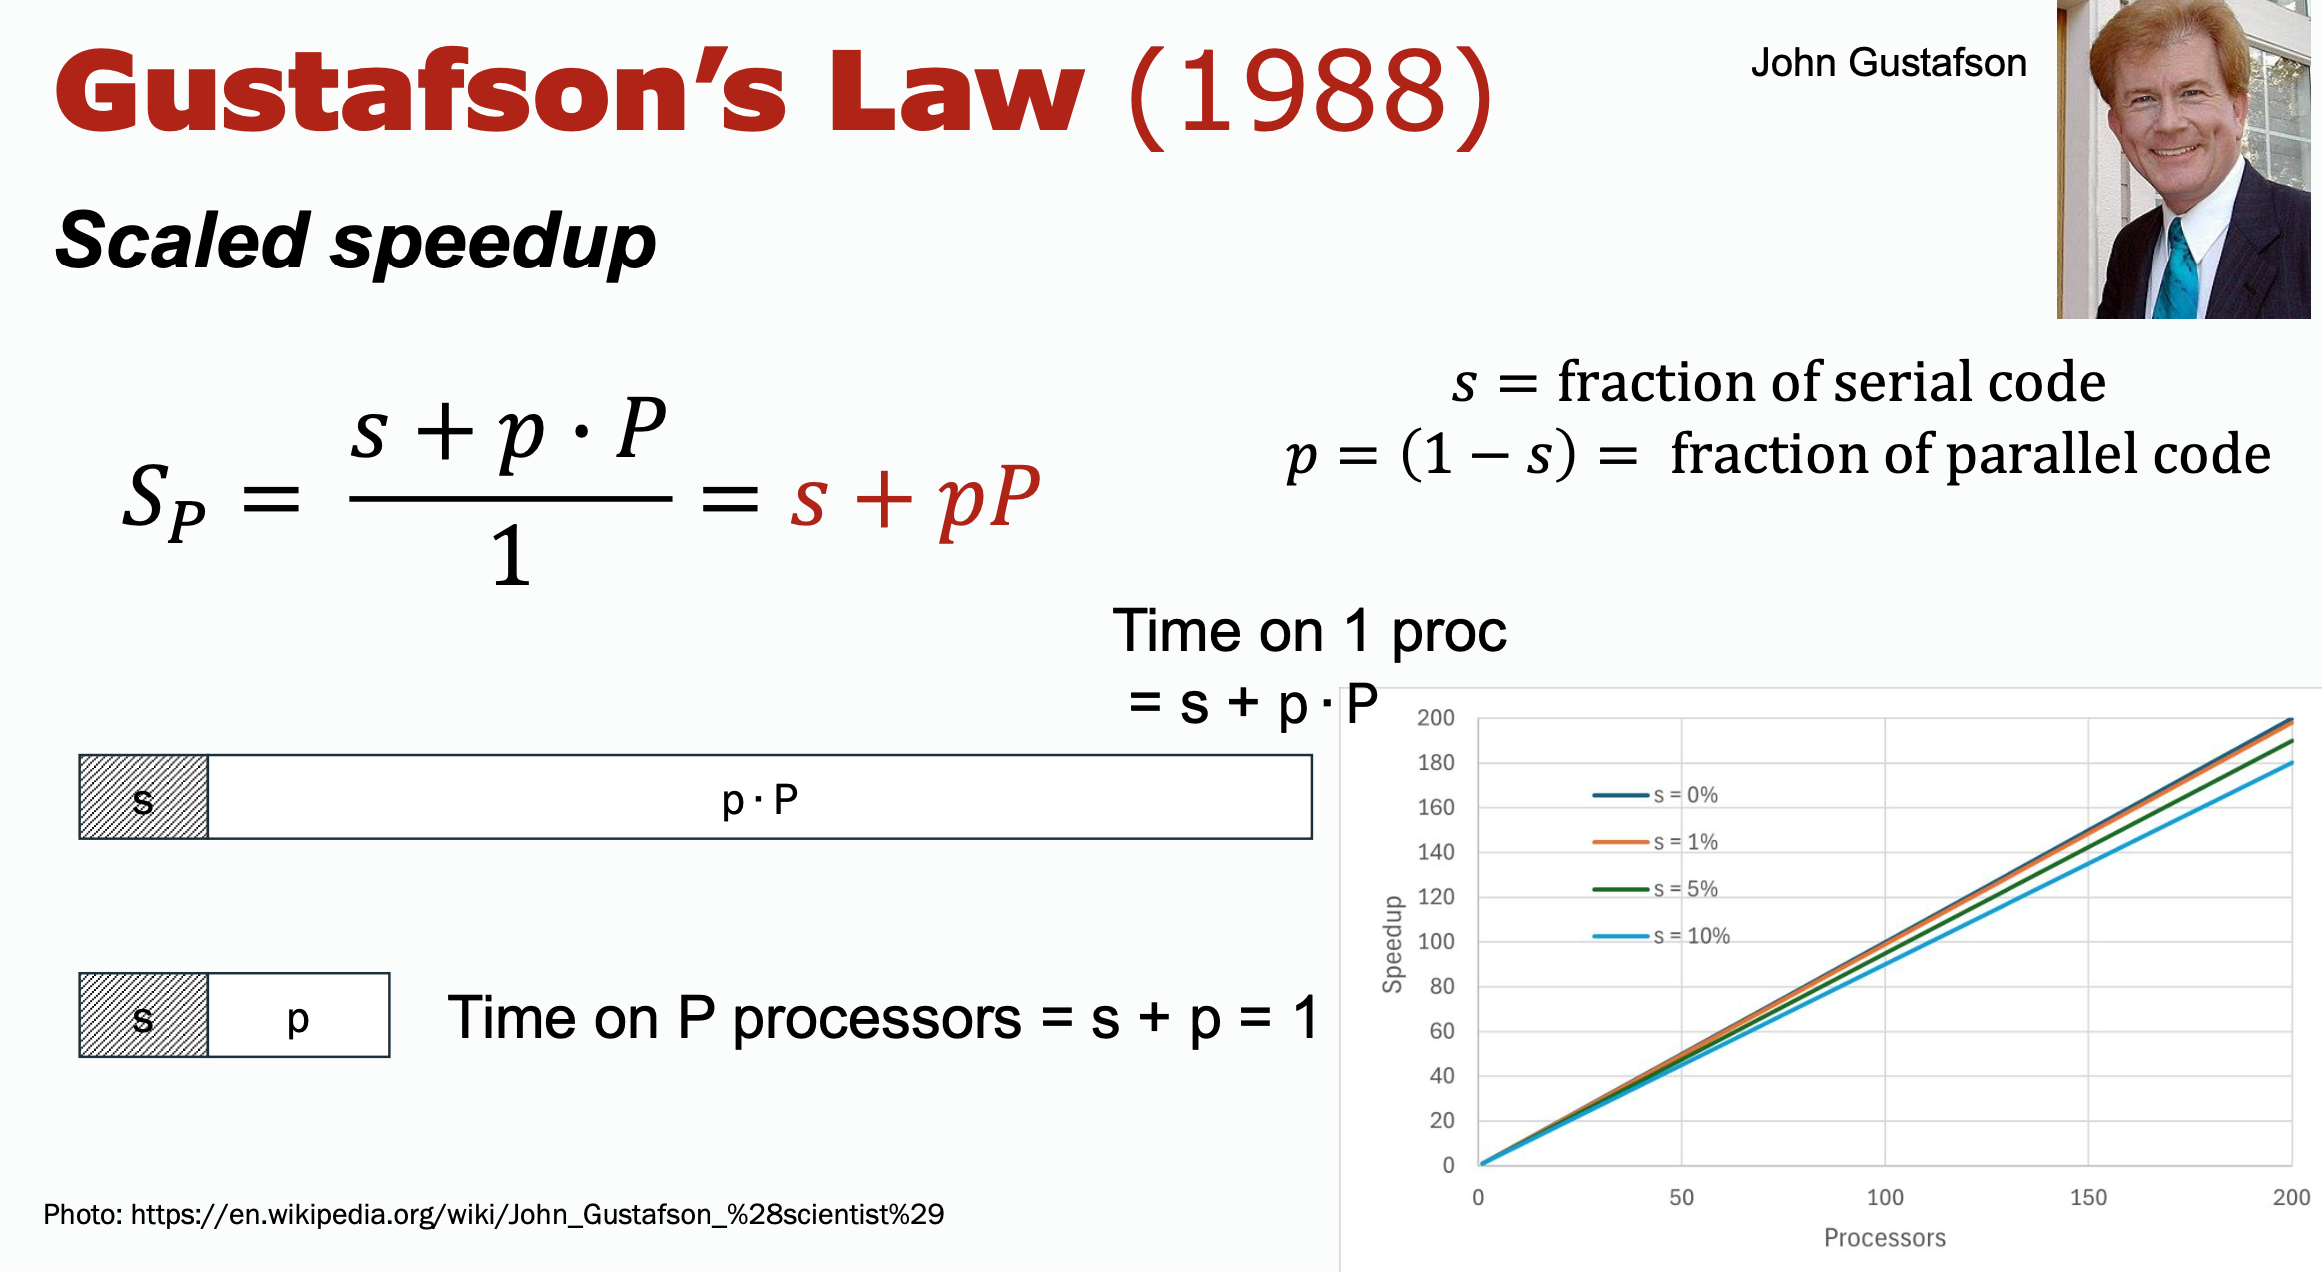 Gustafson’s Law (1988)
John Gustafson
Scaled speedup
s = fraction of serial code
p = (1 − s) = fraction of parallel code
S_P = (s + p · P) / 1 = s + pP
Time on 1 proc
= s + p · P
s
p · P
s
p
Time on P processors = s + p = 1
200
180
160
140
120
100
80
60
40
20
0
Speedup
s = 0%
s = 1%
s = 5%
s = 10%
0 50 100 150 200
Processors
Photo: https://en.wikipedia.org/wiki/John_Gustafson_%28scientist%29